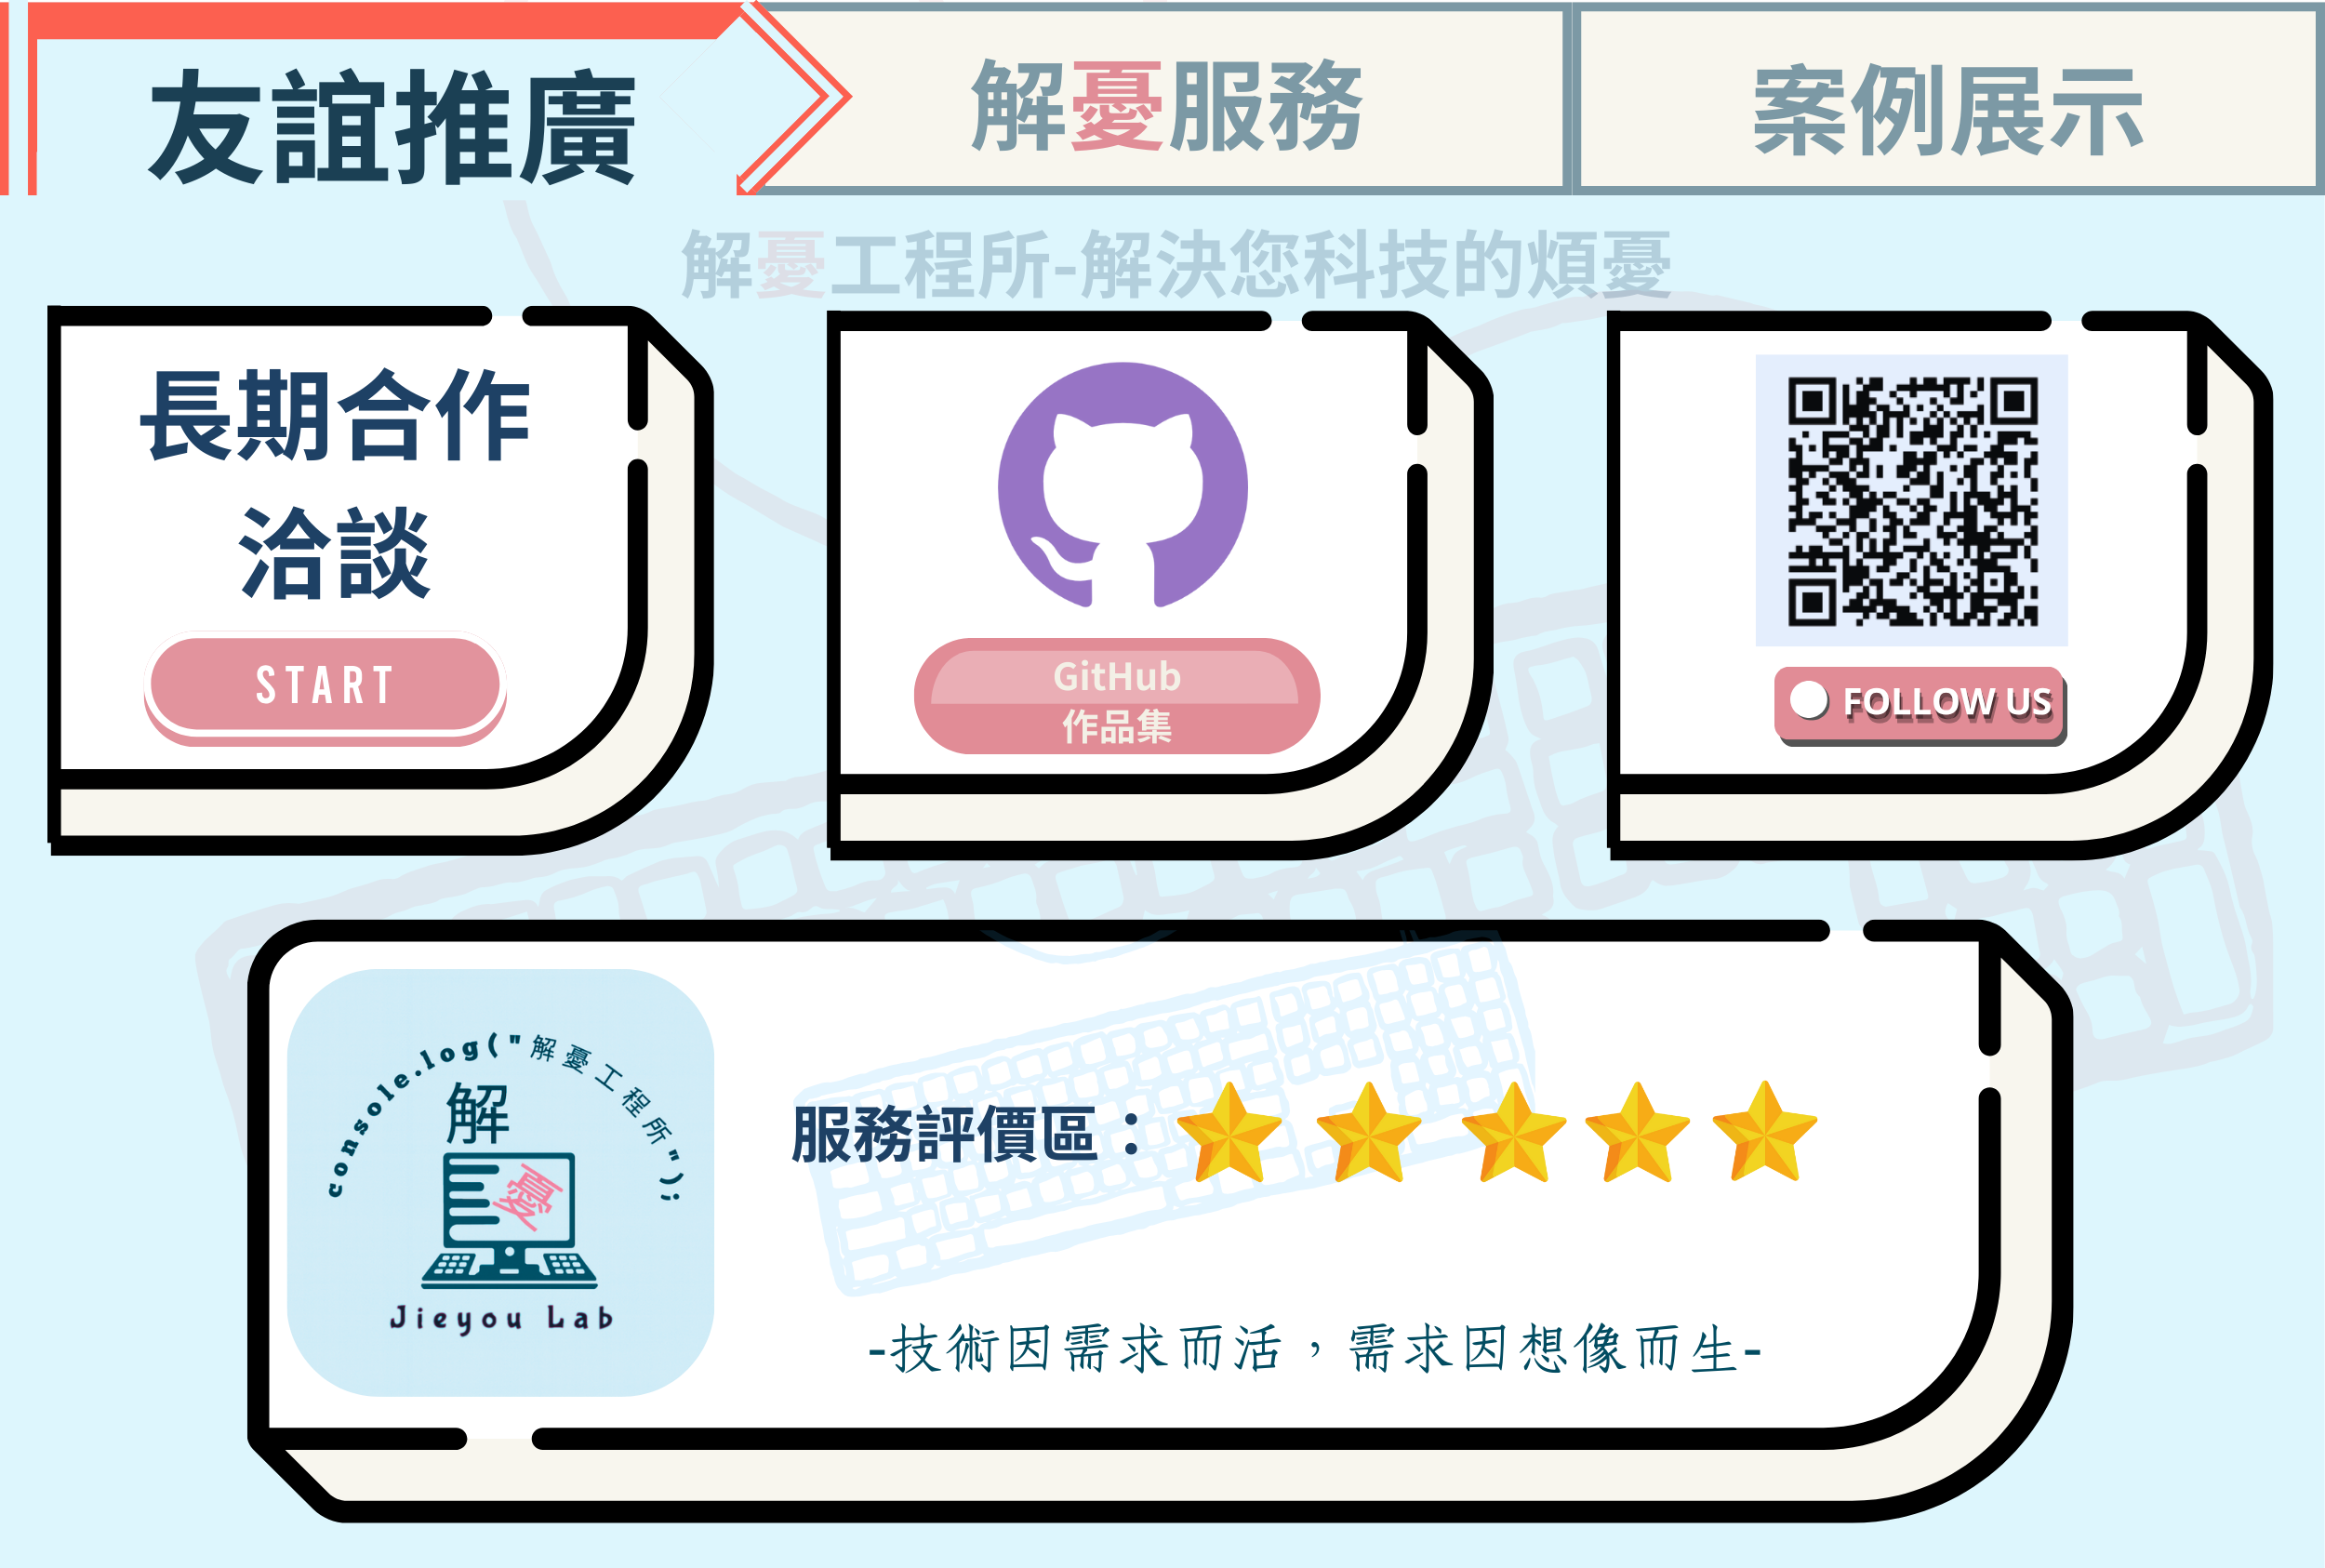 友誼推廣
解憂服務
案例展示
解憂工程所-解決您科技的煩憂
長期合作
洽談
START
GitHub
作品集
FOLLOW US
console.log("解憂工程所");
解
憂
Jieyou Lab
服務評價區：
-技術因需求而活，需求因想像而生-